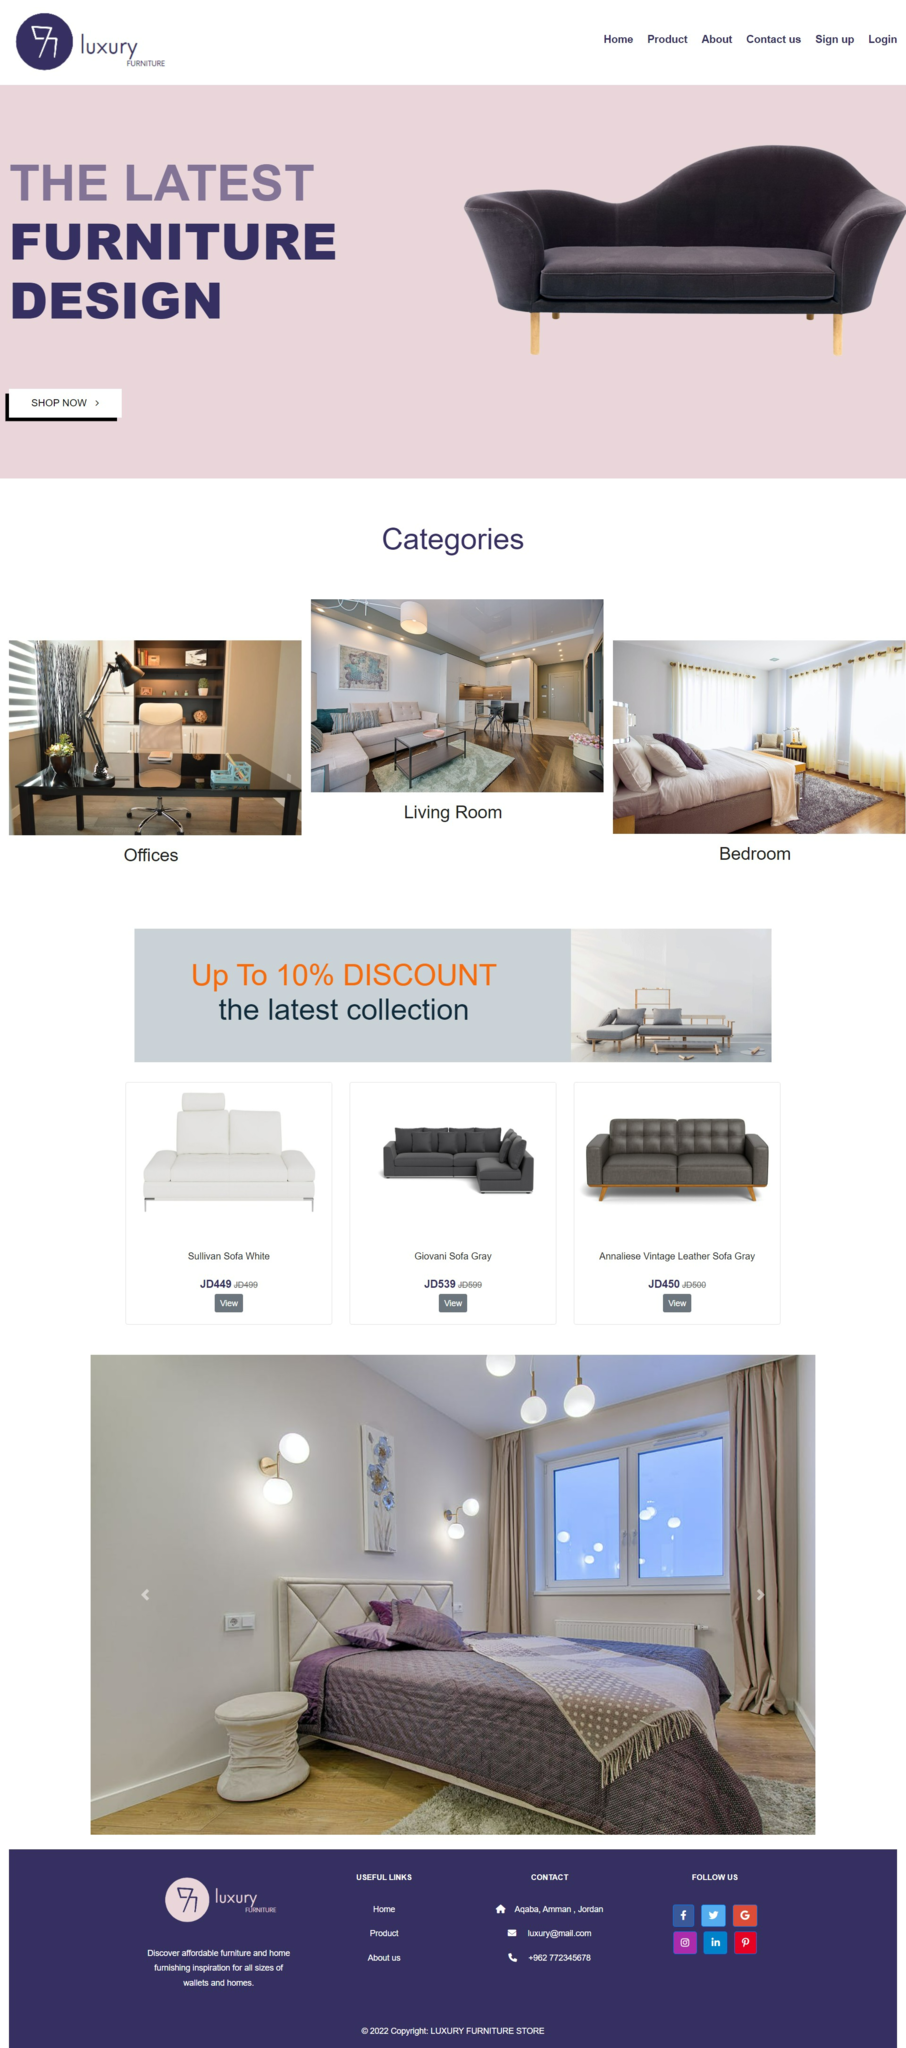 luxury
FURNITURE
Home Product About Contact us Sign up Login
THE LATEST
FURNITURE
DESIGN
SHOP NOW
Categories
Offices
Living Room
Bedroom
Up To 10% DISCOUNT
the latest collection
Sullivan Sofa White
JD449 JD499
View
Giovani Sofa Gray
JD539 JD599
View
Annaliese Vintage Leather Sofa Gray
JD450 JD500
View
luxury
FURNITURE
Discover affordable furniture and home
furnishing inspiration for all sizes of
wallets and homes.
USEFUL LINKS
Home
Product
About us
CONTACT
Aqaba, Amman , Jordan
luxury@mail.com
+962 772345678
FOLLOW US
© 2022 Copyright: LUXURY FURNITURE STORE